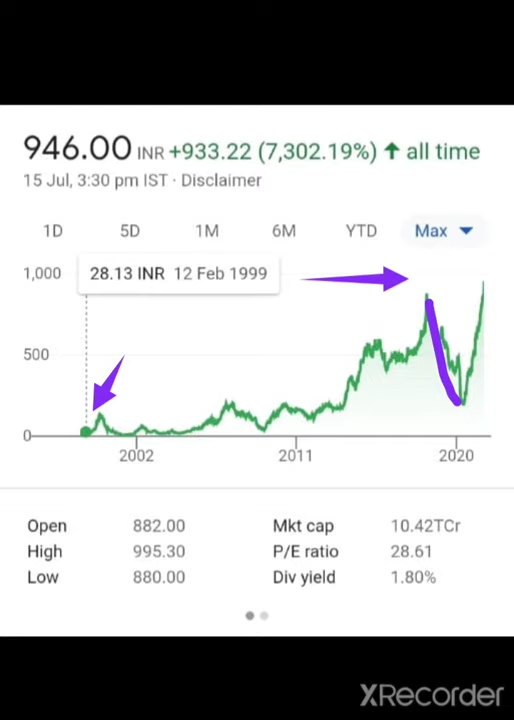 946.00 INR +933.22 (7,302.19%) ↑ all time
15 Jul, 3:30 pm IST · Disclaimer
1D 5D 1M 6M YTD Max
1,000
28.13 INR 12 Feb 1999
500
0
2002 2011 2020
Open 882.00 Mkt cap 10.42TCr
High 995.30 P/E ratio 28.61
Low 880.00 Div yield 1.80%
XRecorder